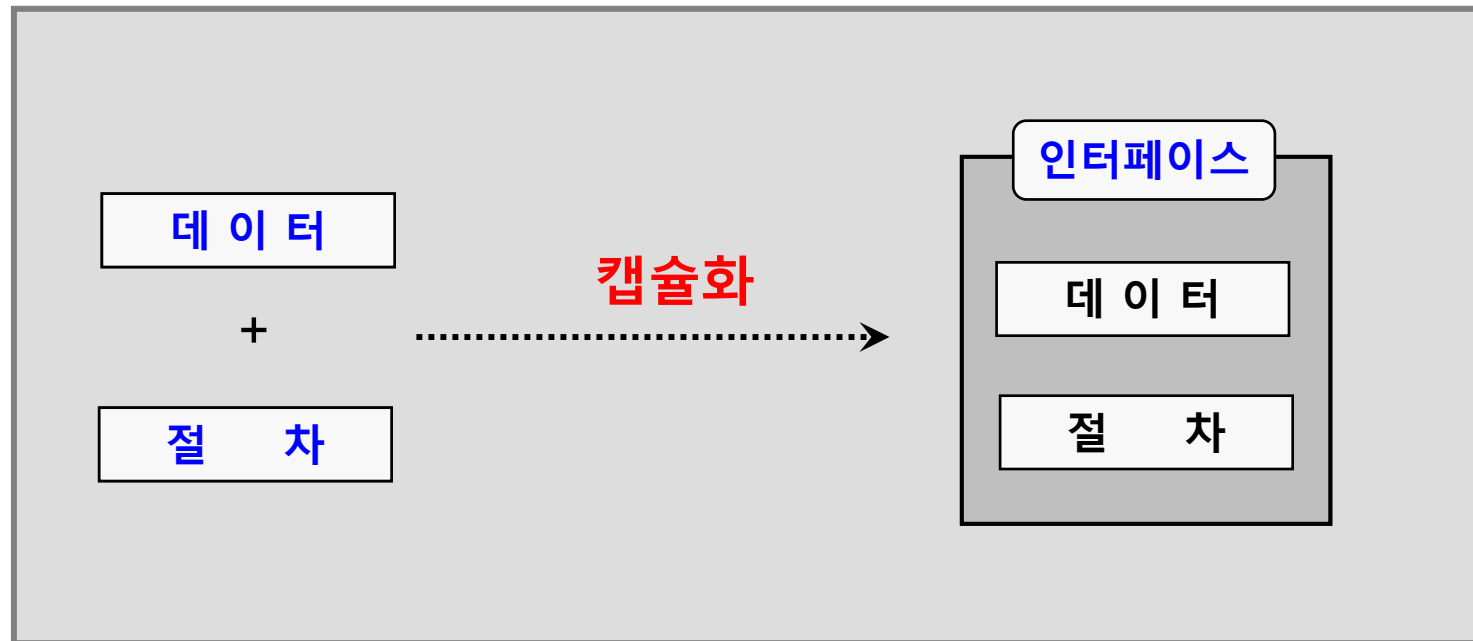 데 이 터
+
절 차
캡슐화
인터페이스
데 이 터
절 차